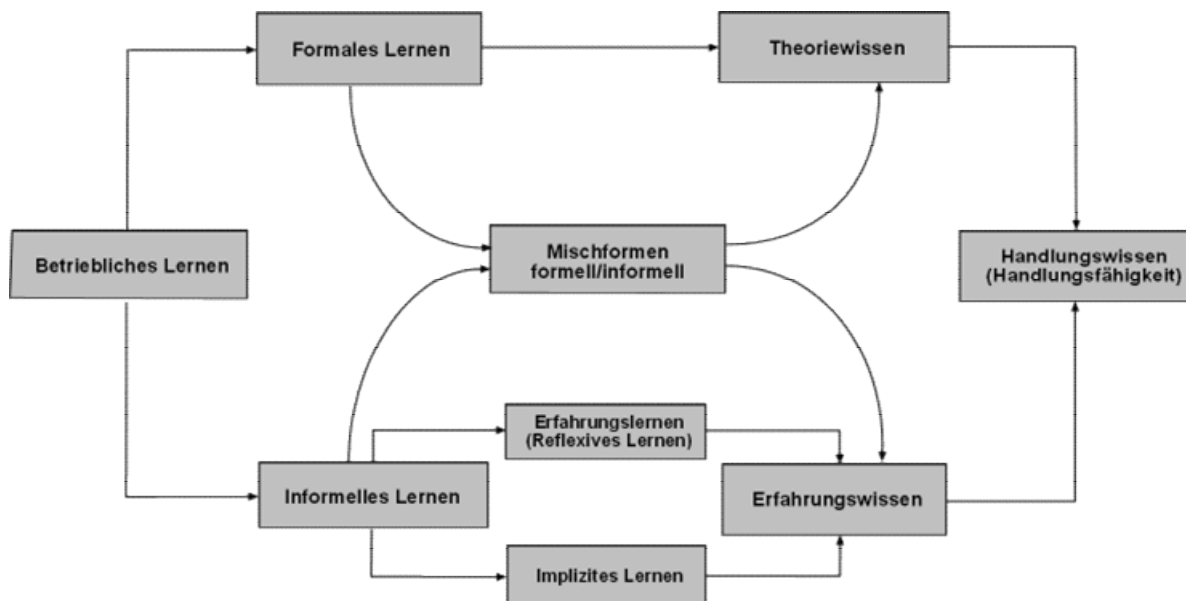 Formales Lernen
Theoriewissen
Betriebliches Lernen
Mischformen
formell/informell
Handlungswissen
(Handlungsfähigkeit)
Erfahrungslernen
(Reflexives Lernen)
Informelles Lernen
Erfahrungswissen
Implizites Lernen